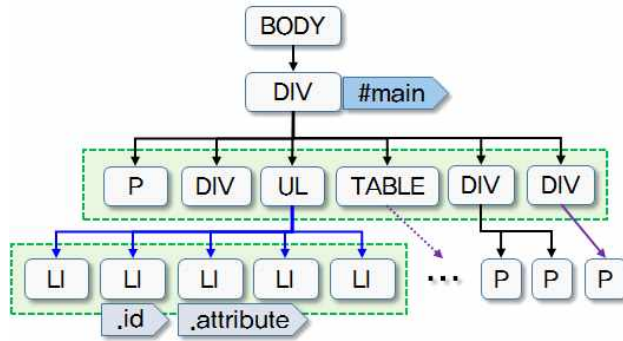 BODY
DIV #main
P DIV UL TABLE DIV DIV
LI LI LI LI LI ... P P P
.id .attribute